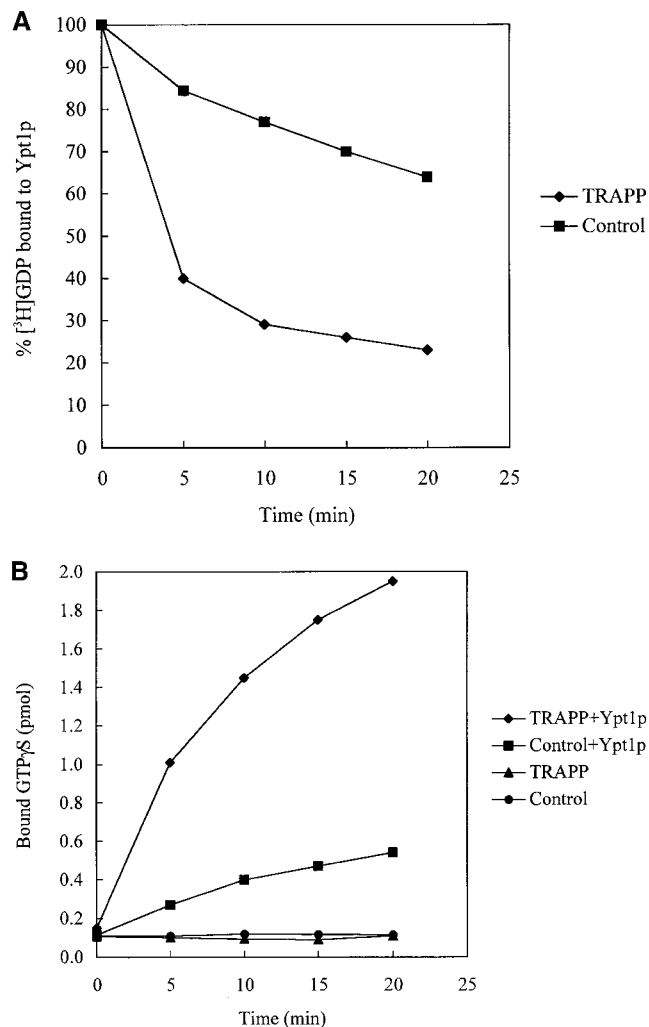 A
100
90
80
70
60
50
40
30
20
10
0
% [³H]GDP bound to Ypt1p
0 5 10 15 20 25
Time (min)
TRAPP
Control
B
2.0
1.8
1.6
1.4
1.2
1.0
0.8
0.6
0.4
0.2
0.0
Bound GTPγS (pmol)
0 5 10 15 20 25
Time (min)
TRAPP+Ypt1p
Control+Ypt1p
TRAPP
Control